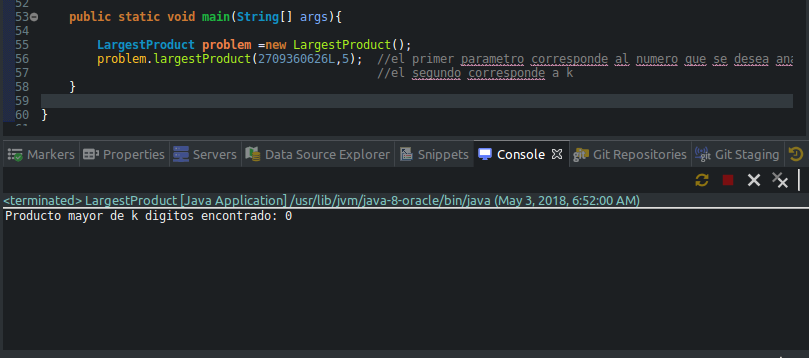 52
53 public static void main(String[] args){
54
55 LargestProduct problem =new LargestProduct();
56 problem.largestProduct(2709360626L,5); //el primer parametro corresponde al numero que se desea ana
57 //el segundo corresponde a k
58 }
59
60 }
61
Markers Properties Servers Data Source Explorer Snippets Console Git Repositories Git Staging
<terminated> LargestProduct [Java Application] /usr/lib/jvm/java-8-oracle/bin/java (May 3, 2018, 6:52:00 AM)
Producto mayor de k digitos encontrado: 0